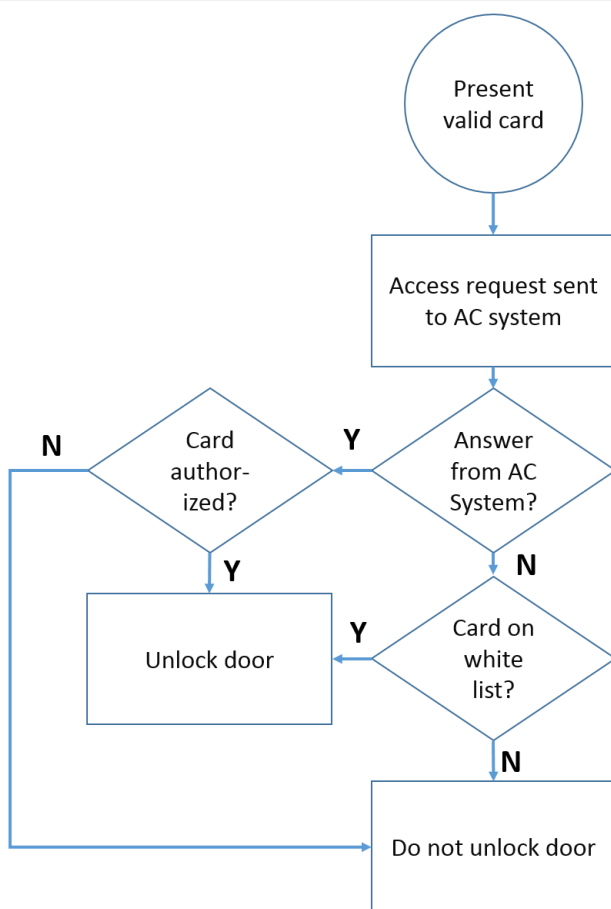 Present
valid card
Access request sent
to AC system
N
Card
author-
ized?
Y
Answer
from AC
System?
Y
N
Unlock door
Y
Card on
white
list?
N
Do not unlock door